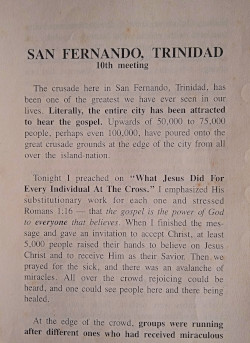 SAN FERNANDO, TRINIDAD
10th meeting
The crusade here in San Fernando, Trinidad, has
been one of the greatest we have ever seen in our
lives. Literally, the entire city has been attracted
to hear the gospel. Upwards of 50,000 to 75,000
people, perhaps even 100,000, have poured onto the
great crusade grounds at the edge of the city from all
over the island-nation.
Tonight I preached on "What Jesus Did For
Every Individual At The Cross." I emphasized His
substitutionary work for each one and stressed
Romans 1:16 — that the gospel is the power of God
to everyone that believes. When I finished the mes-
sage and gave an invitation to accept Christ, at least
5,000 people raised their hands to believe on Jesus
Christ and to receive Him as their Savior. Then we
prayed for the sick, and there was an avalanche of
miracles. All over the crowd rejoicing could be
heard, and one could see people here and there being
healed.
At the edge of the crowd, groups were running
after different ones who had received miraculous